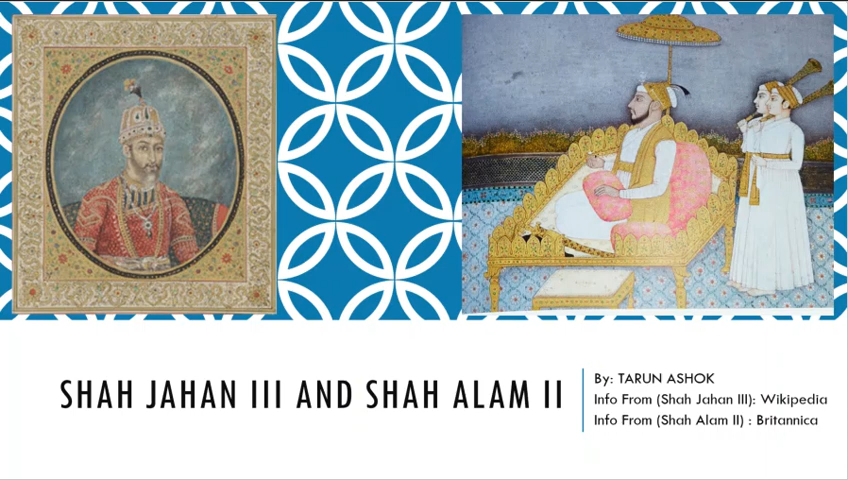 SHAH JAHAN III AND SHAH ALAM II
By: TARUN ASHOK
Info From (Shah Jahan III): Wikipedia
Info From (Shah Alam II) : Britannica